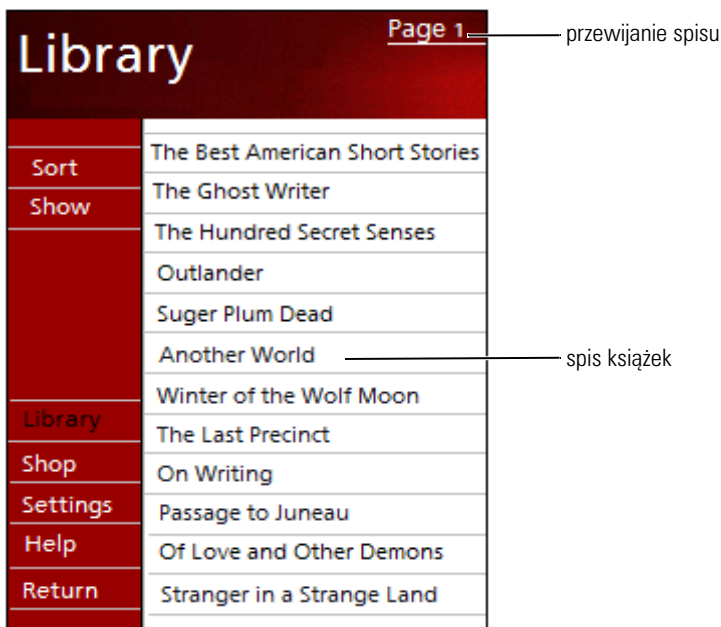 Page 1
przewijanie spisu
Library
Sort
Show
The Best American Short Stories
The Ghost Writer
The Hundred Secret Senses
Outlander
Suger Plum Dead
Another World
spis książek
Winter of the Wolf Moon
Library
The Last Precinct
Shop
On Writing
Settings
Passage to Juneau
Help
Of Love and Other Demons
Return
Stranger in a Strange Land